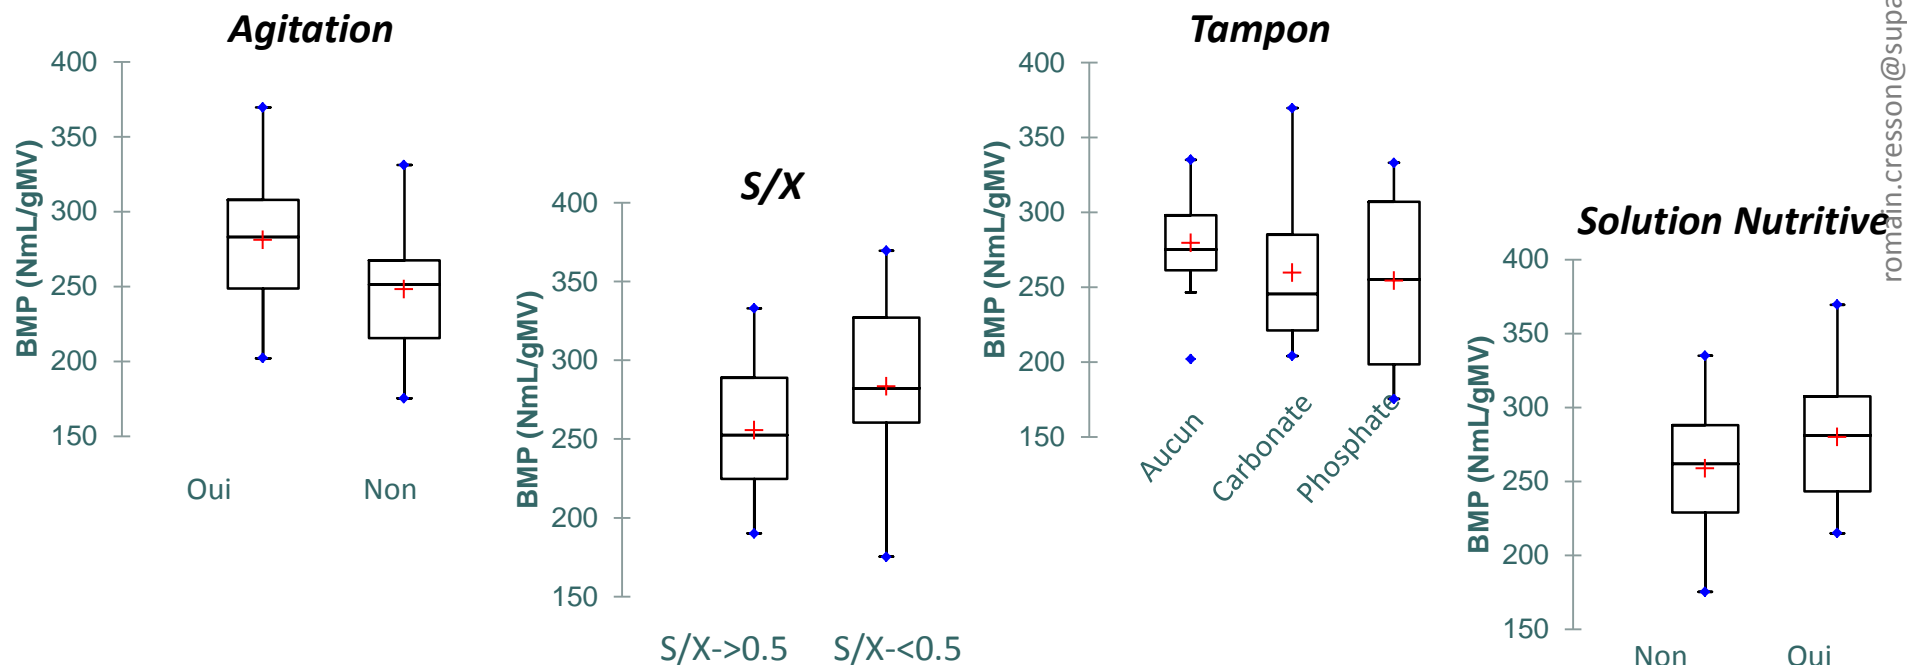 Agitation
400
350
300
250
200
150
BMP (NmL/gMV)
Oui Non
S/X
400
350
300
250
200
150
BMP (NmL/gMV)
S/X->0.5 S/X-<0.5
Tampon
400
350
300
250
200
150
BMP (NmL/gMV)
Aucun
Carbonate
Phosphate
Solution Nutritive
400
350
300
250
200
150
BMP (NmL/gMV)
Non Oui
romain.cresson@supa